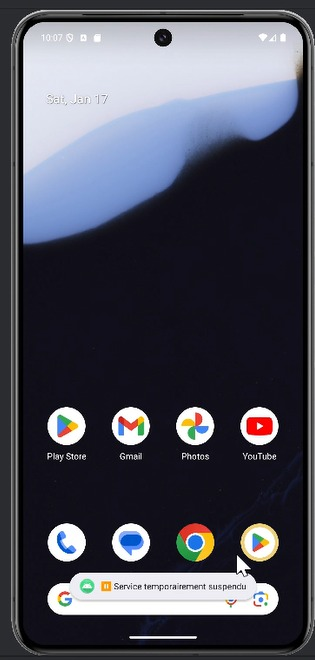 10:07
Sat, Jan 17
Play Store
Gmail
Photos
YouTube
Service temporairement suspendu